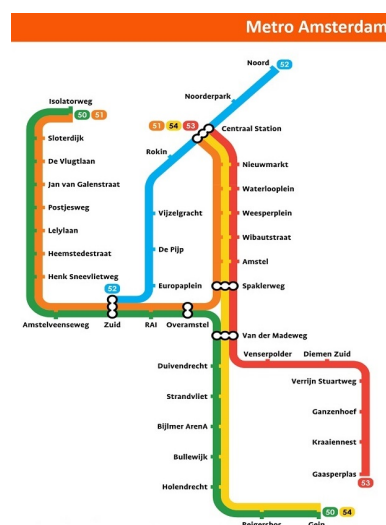 Metro Amsterdam
Noord 52
Noorderpark
Isolatorweg
50 51
51 54 53
Centraal Station
Sloterdijk
Rokin
De Vlugtlaan
Nieuwmarkt
Jan van Galenstraat
Waterlooplein
Postjesweg
Vijzelgracht
Weesperplein
Lelylaan
Wibautstraat
Heemstedestraat
De Pijp
Amstel
Henk Sneevlietweg
52
Europaplein
Spaklerweg
Amstelveenseweg
Zuid
RAI
Overamstel
Van der Madeweg
Venserpolder
Diemen Zuid
Duivendrecht
Verrijn Stuartweg
Strandvliet
Ganzenhoef
Bijlmer ArenA
Kraaiennest
Bullewijk
Gaasperplas
53
Holendrecht
50 54
Reigersbos
Gein